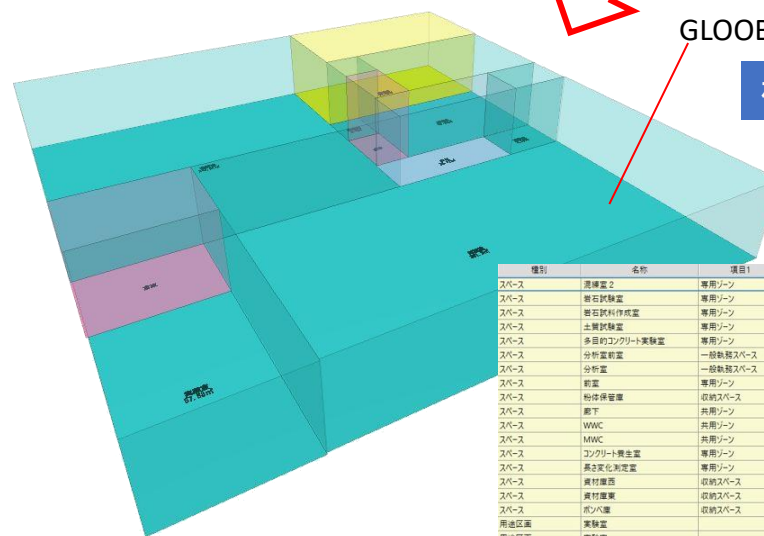 GLOOB
種別 名称 項目1
スペース 混練室2 専用ゾーン
スペース 岩石試験室 専用ゾーン
スペース 岩石試料作成室 専用ゾーン
スペース 土質試験室 専用ゾーン
スペース 多目的コンクリート実験室 専用ゾーン
スペース 分析室前室 一般執務スペース
スペース 分析室 一般執務スペース
スペース 前室 専用ゾーン
スペース 粉体保管庫 収納スペース
スペース 廊下 共用ゾーン
スペース WWC 共用ゾーン
スペース MWC 共用ゾーン
スペース コンクリート養生室 専用ゾーン
スペース 長さ変化測定室 専用ゾーン
スペース 資材庫西 収納スペース
スペース 資材庫東 収納スペース
スペース ボンベ庫 収納スペース
用途区画 実験室